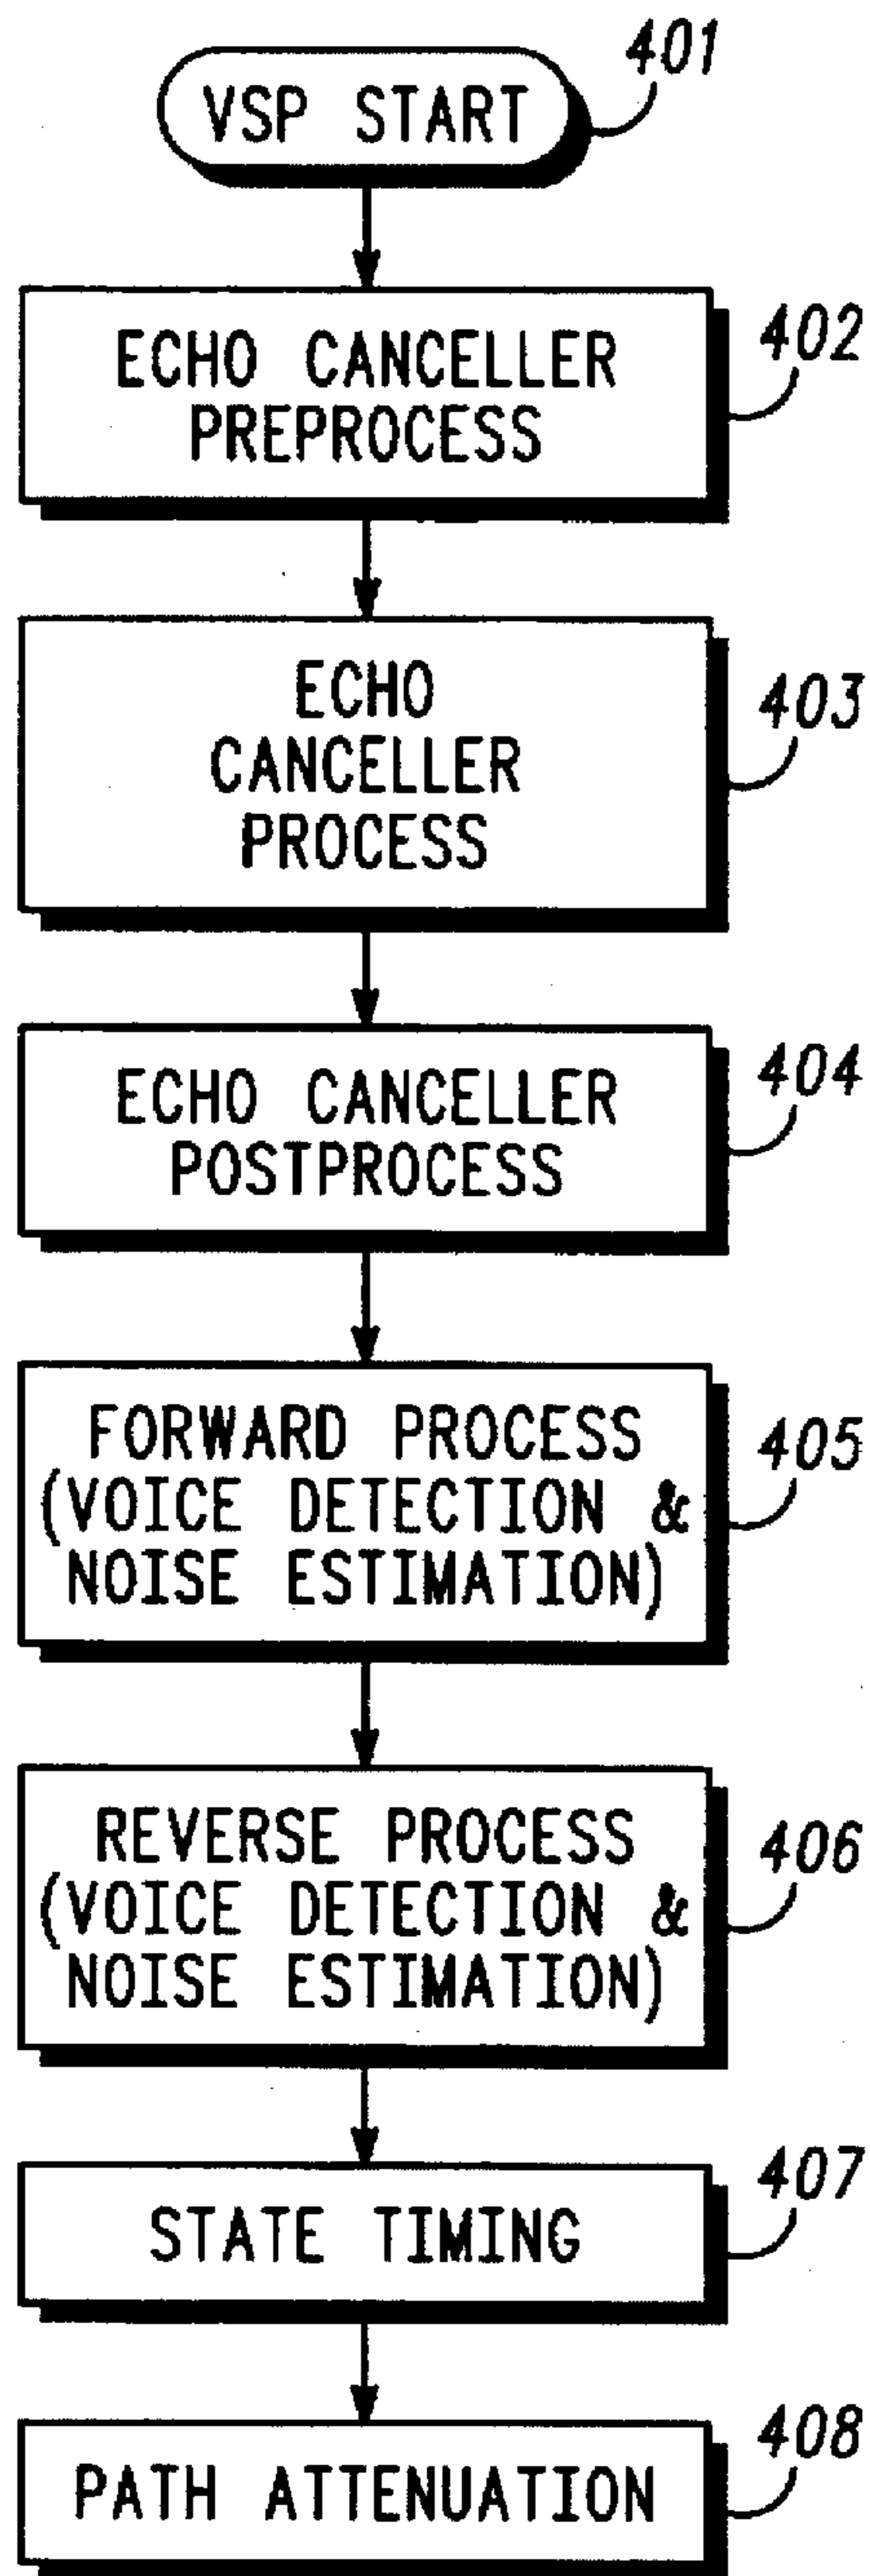 401
VSP START
402
ECHO CANCELLER
PREPROCESS
403
ECHO
CANCELLER
PROCESS
404
ECHO CANCELLER
POSTPROCESS
405
FORWARD PROCESS
(VOICE DETECTION &
NOISE ESTIMATION)
406
REVERSE PROCESS
(VOICE DETECTION &
NOISE ESTIMATION)
407
STATE TIMING
408
PATH ATTENUATION